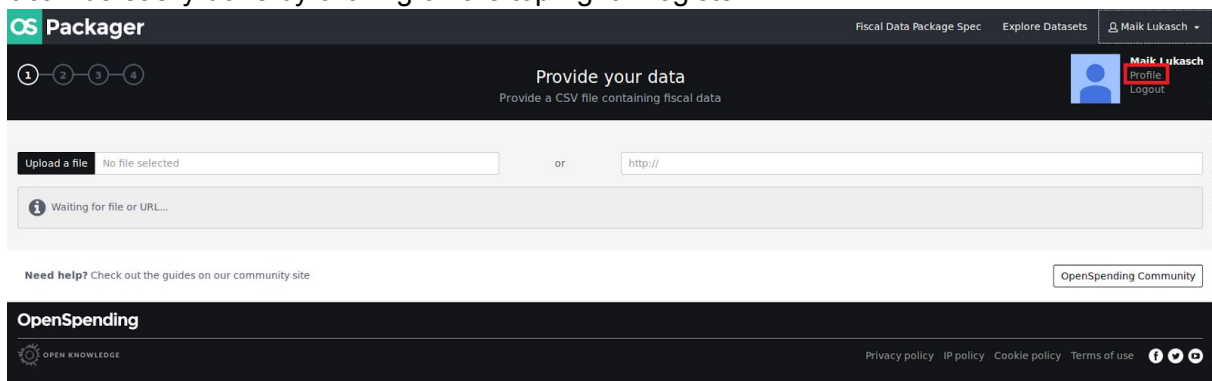 OS Packager
Fiscal Data Package Spec Explore Datasets Maik Lukasch
1 2 3 4
Provide your data
Provide a CSV file containing fiscal data
Maik Lukasch
Profile
Logout
Upload a file No file selected or http://
Waiting for file or URL...
Need help? Check out the guides on our community site
OpenSpending Community
OpenSpending
OPEN KNOWLEDGE
Privacy policy IP policy Cookie policy Terms of use